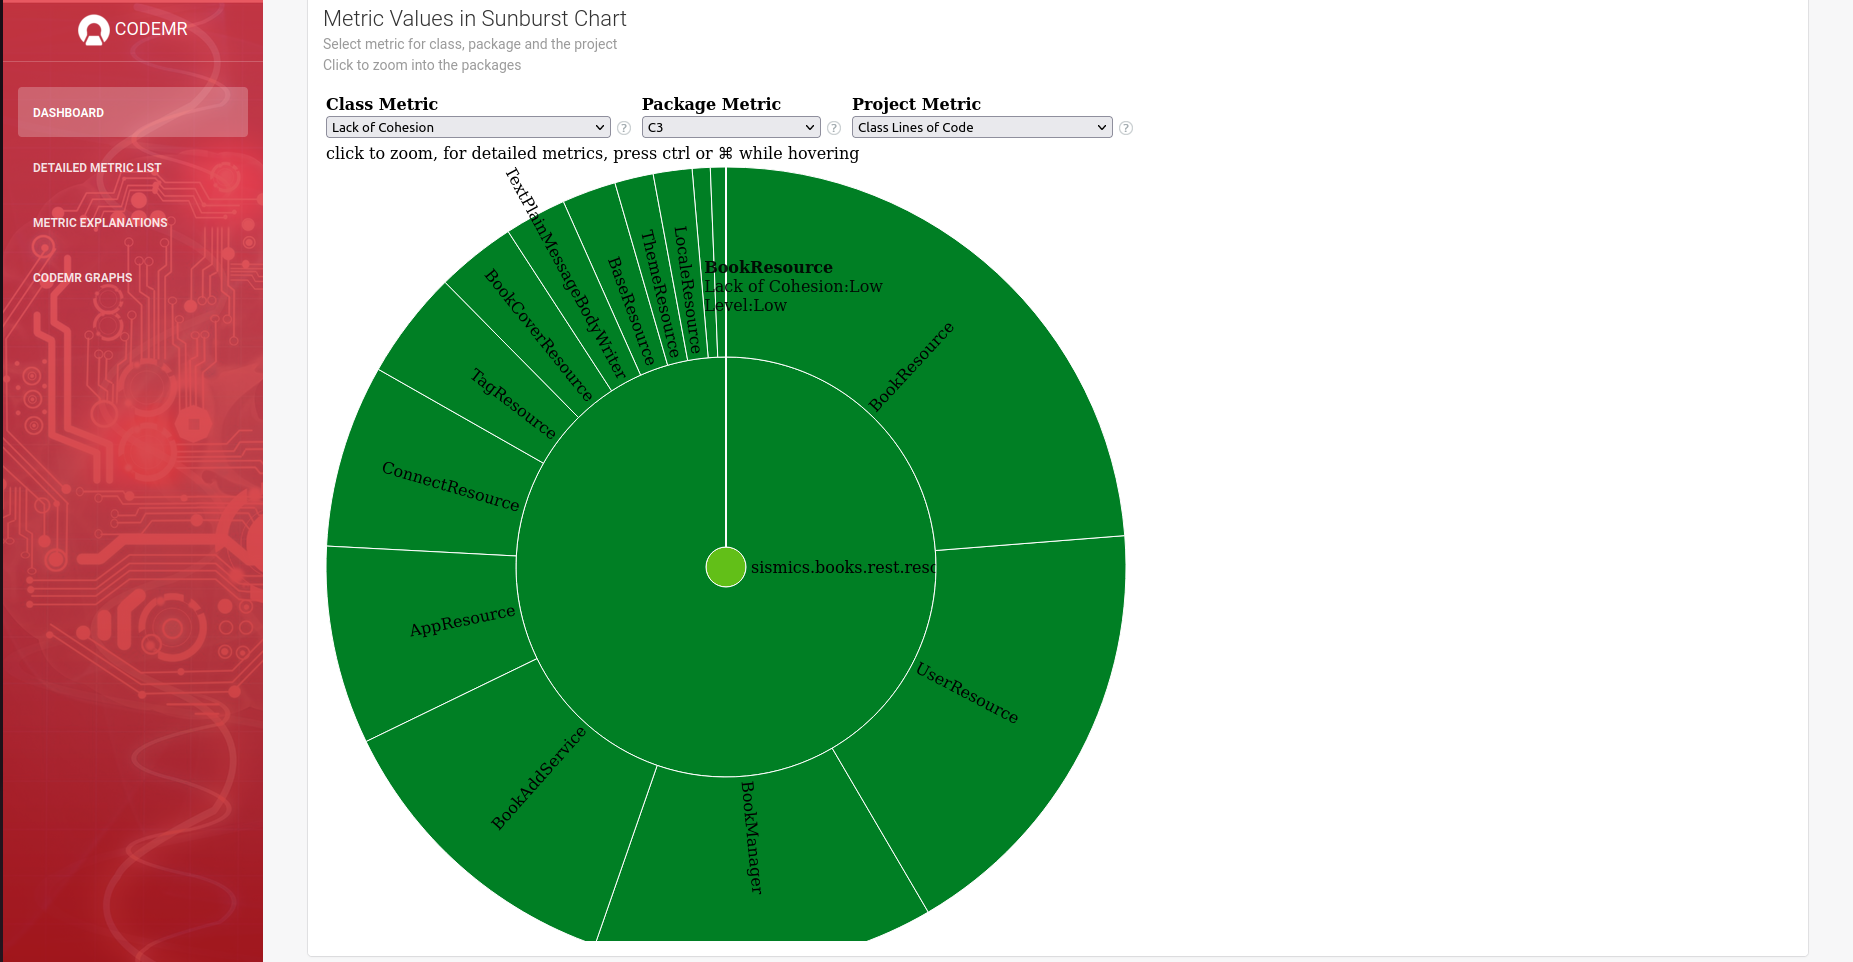 CODEMR
DASHBOARD
DETAILED METRIC LIST
METRIC EXPLANATIONS
CODEMR GRAPHS
Metric Values in Sunburst Chart
Select metric for class, package and the project
Click to zoom into the packages
Class Metric
Package Metric
Project Metric
Lack of Cohesion
?
C3
?
Class Lines of Code
?
click to zoom, for detailed metrics, press ctrl or ⌘ while hovering
TextPlainMessageBodyWriter
BookCoverResource
BaseResource
ThemeResource
LocaleResource
BookResource
Lack of Cohesion:Low
Level:Low
BookResource
TagResource
ConnectResource
sismics.books.rest.reso
AppResource
UserResource
BookAddService
BookManager